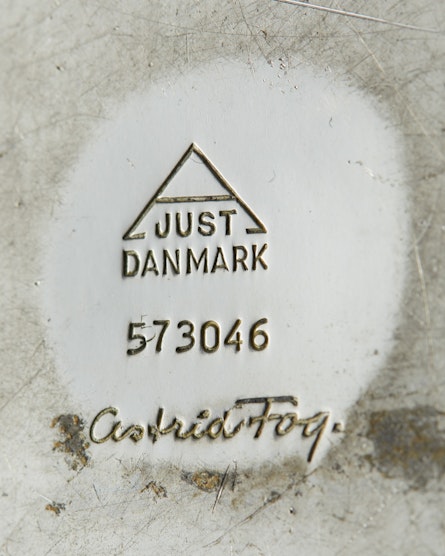 JUST
DANMARK
573046
Astrid Fog.